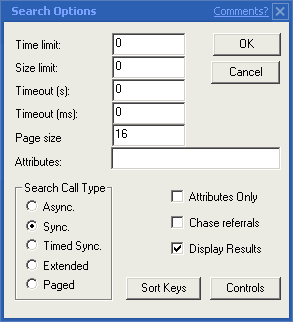 Search Options Comments?
Time limit: 0 OK
Size limit: 0 Cancel
Timeout (s): 0
Timeout (ms): 0
Page size 16
Attributes:
Search Call Type
Async. Attributes Only
Sync. Chase referrals
Timed Sync. Display Results
Extended
Paged Sort Keys Controls